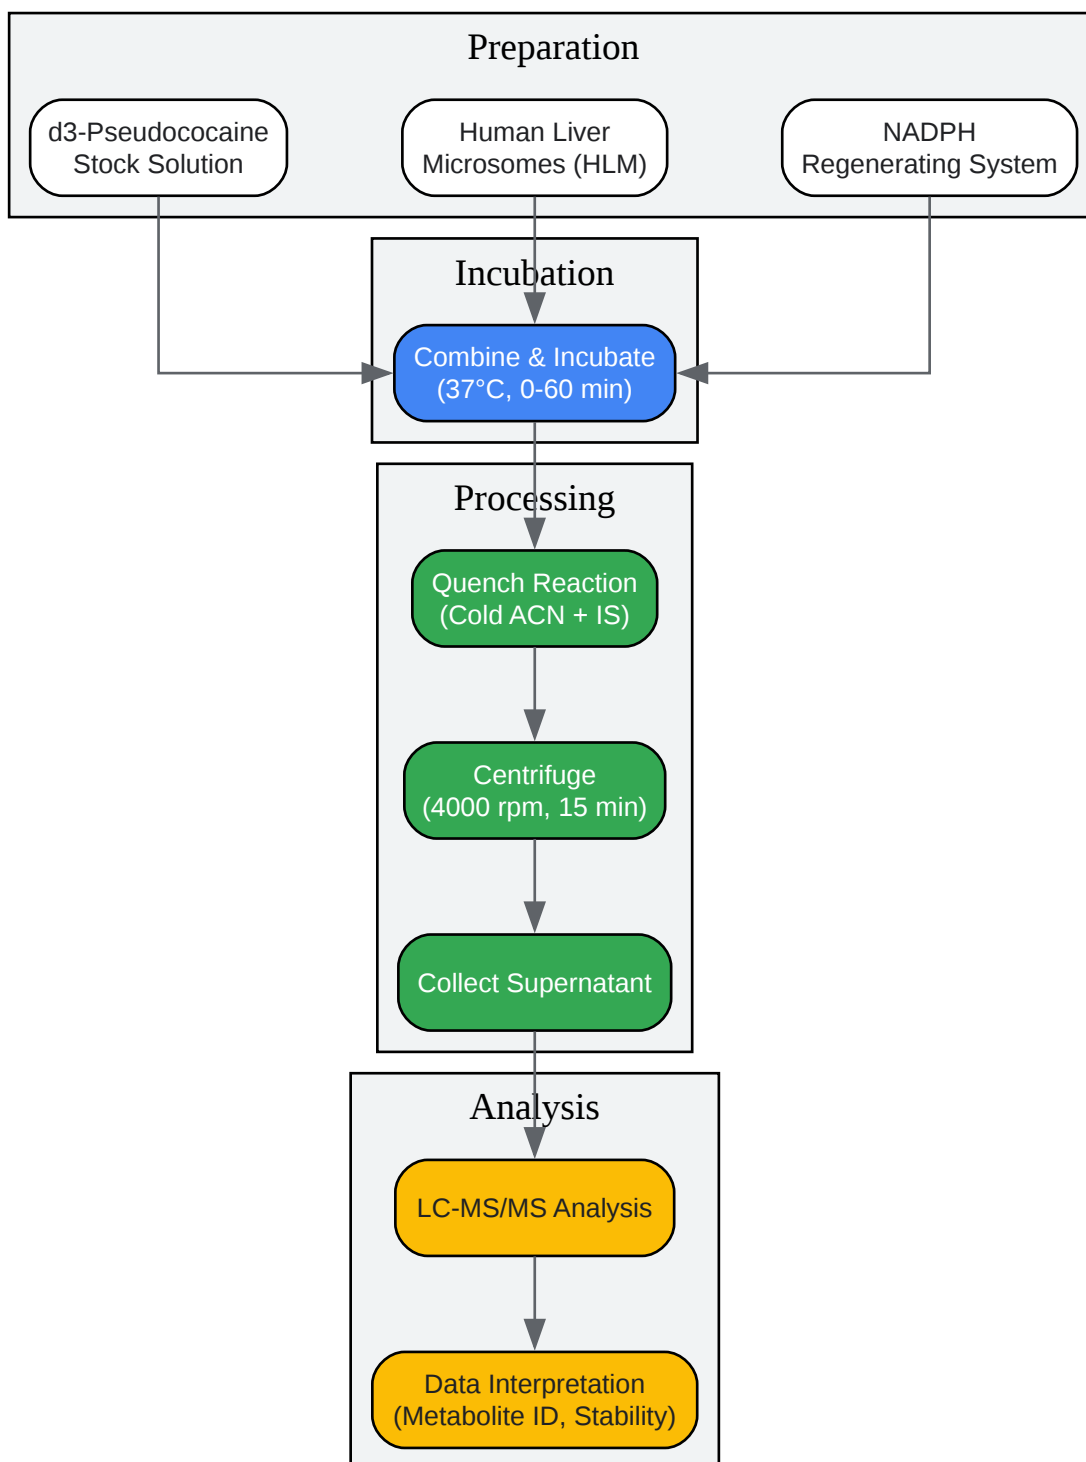 Preparation
d3-Pseudococaine
Stock Solution
Human Liver
Microsomes (HLM)
NADPH
Regenerating System
Incubation
Combine & Incubate
(37°C, 0-60 min)
Processing
Quench Reaction
(Cold ACN + IS)
Centrifuge
(4000 rpm, 15 min)
Collect Supernatant
Analysis
LC-MS/MS Analysis
Data Interpretation
(Metabolite ID, Stability)